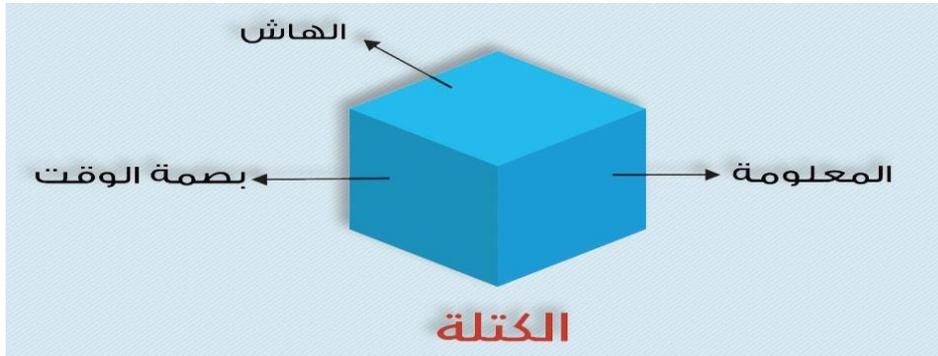 الهاش
المعلومة
بصمة الوقت
الكتلة